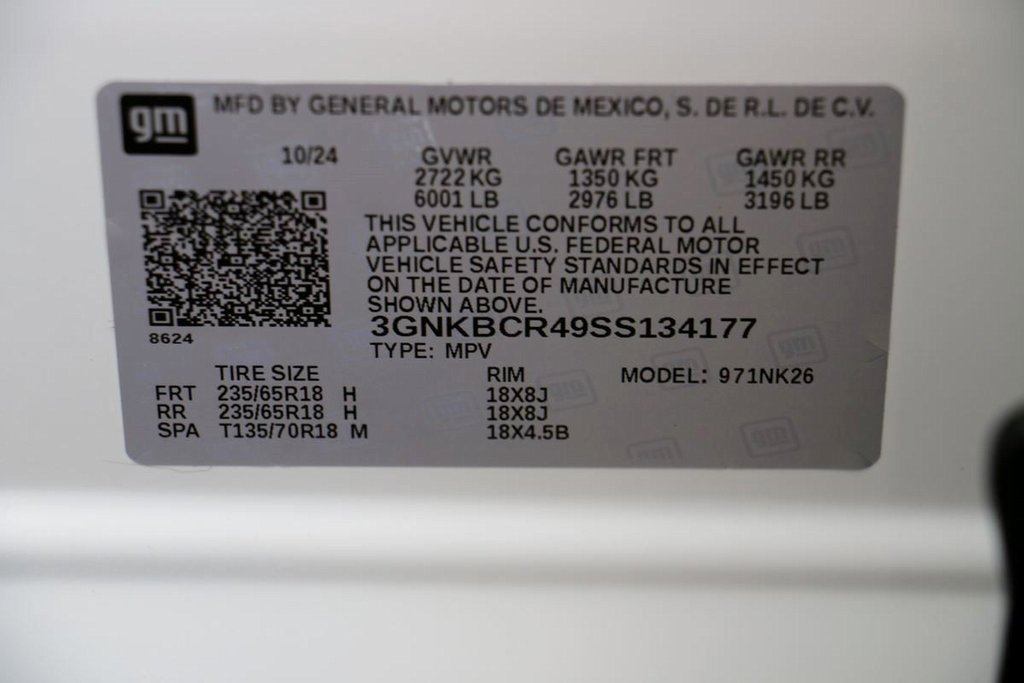 gm MFD BY GENERAL MOTORS DE MEXICO, S. DE R.L. DE C.V.
10/24 GVWR GAWR FRT GAWR RR
2722 KG 1350 KG 1450 KG
6001 LB 2976 LB 3196 LB
THIS VEHICLE CONFORMS TO ALL
APPLICABLE U.S. FEDERAL MOTOR
VEHICLE SAFETY STANDARDS IN EFFECT
ON THE DATE OF MANUFACTURE
SHOWN ABOVE.
3GNKBCR49SS134177
8624
TYPE: MPV
TIRE SIZE RIM MODEL: 971NK26
FRT 235/65R18 H 18X8J
RR 235/65R18 H 18X8J
SPA T135/70R18 M 18X4.5B